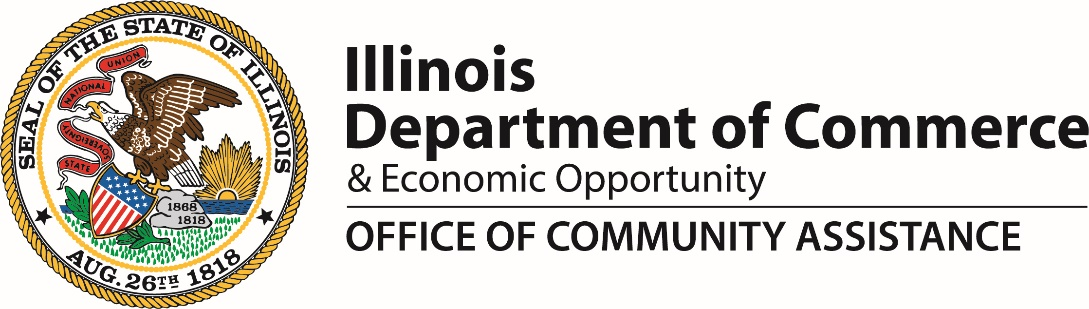 SEAL OF THE STATE OF ILLINOIS
NATIONAL UNION
STATE SOVEREIGNTY
1868
1818
AUG. 26TH 1818
Illinois
Department of Commerce
& Economic Opportunity
OFFICE OF COMMUNITY ASSISTANCE